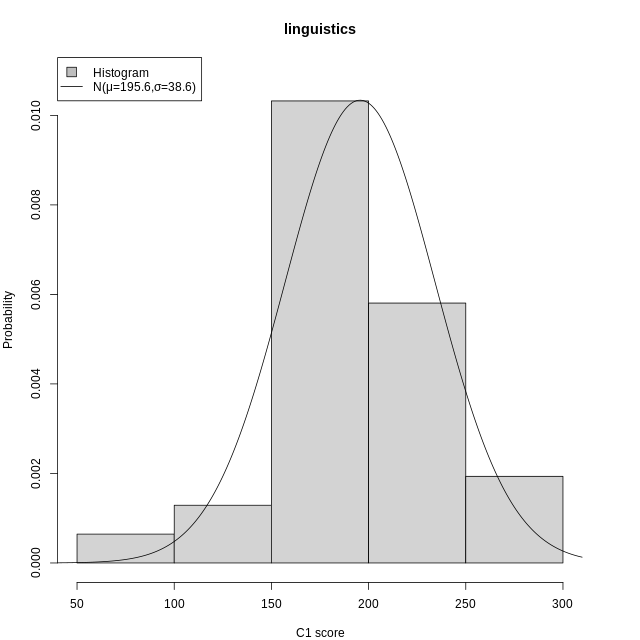 linguistics
Histogram
N(μ=195.6,σ=38.6)
Probability
0.010
0.008
0.006
0.004
0.002
0.000
50 100 150 200 250 300
C1 score